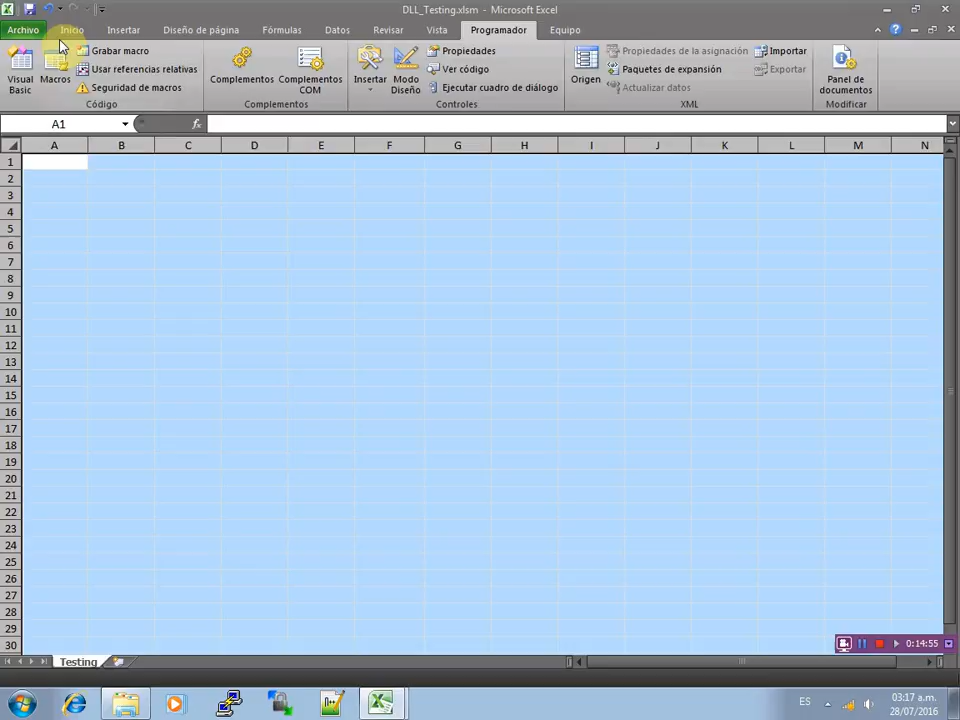 DLL_Testing.xlsm - Microsoft Excel
Archivo Inicio Insertar Diseño de página Fórmulas Datos Revisar Vista Programador Equipo
Visual Basic
Macros
Grabar macro
Usar referencias relativas
Seguridad de macros
Código
Complementos
Complementos COM
Complementos
Insertar
Modo Diseño
Propiedades
Ver código
Ejecutar cuadro de diálogo
Controles
Origen
Propiedades de la asignación
Paquetes de expansión
Actualizar datos
Importar
Exportar
XML
Panel de documentos
Modificar
A1 fx
A B C D E F G H I J K L M N
1
2
3
4
5
6
7
8
9
10
11
12
13
14
15
16
17
18
19
20
21
22
23
24
25
26
27
28
29
30
0:14:55
Testing
ES
03:17 a.m.
28/07/2016